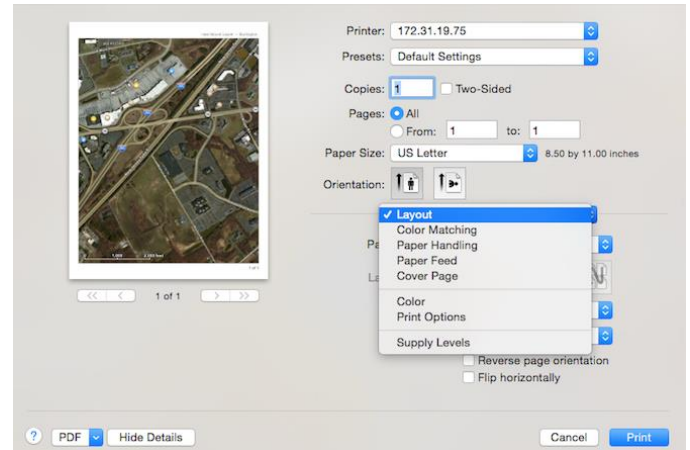 Printer: 172.31.19.75
Presets: Default Settings
Copies: 1 Two-Sided
Pages: All
From: 1 to: 1
Paper Size: US Letter 8.50 by 11.00 inches
Orientation:
✓ Layout
Color Matching
Paper Handling
Paper Feed
Cover Page
Color
Print Options
Supply Levels
Reverse page orientation
Flip horizontally
<< < 1 of 1 > >>
? PDF Hide Details Cancel Print